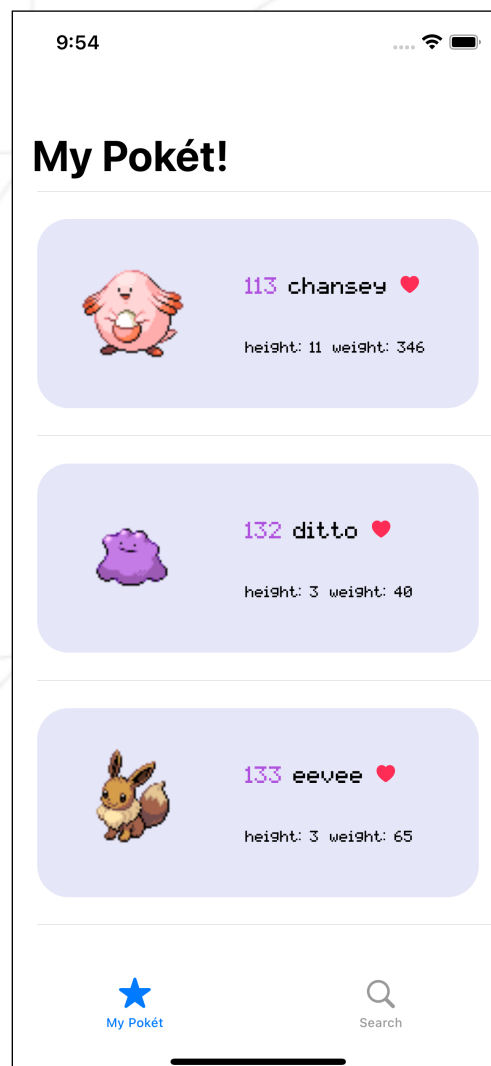 9:54
My Pokét!
113 chansey
height: 11 weight: 346
132 ditto
height: 3 weight: 40
133 eevee
height: 3 weight: 65
My Pokét
Search